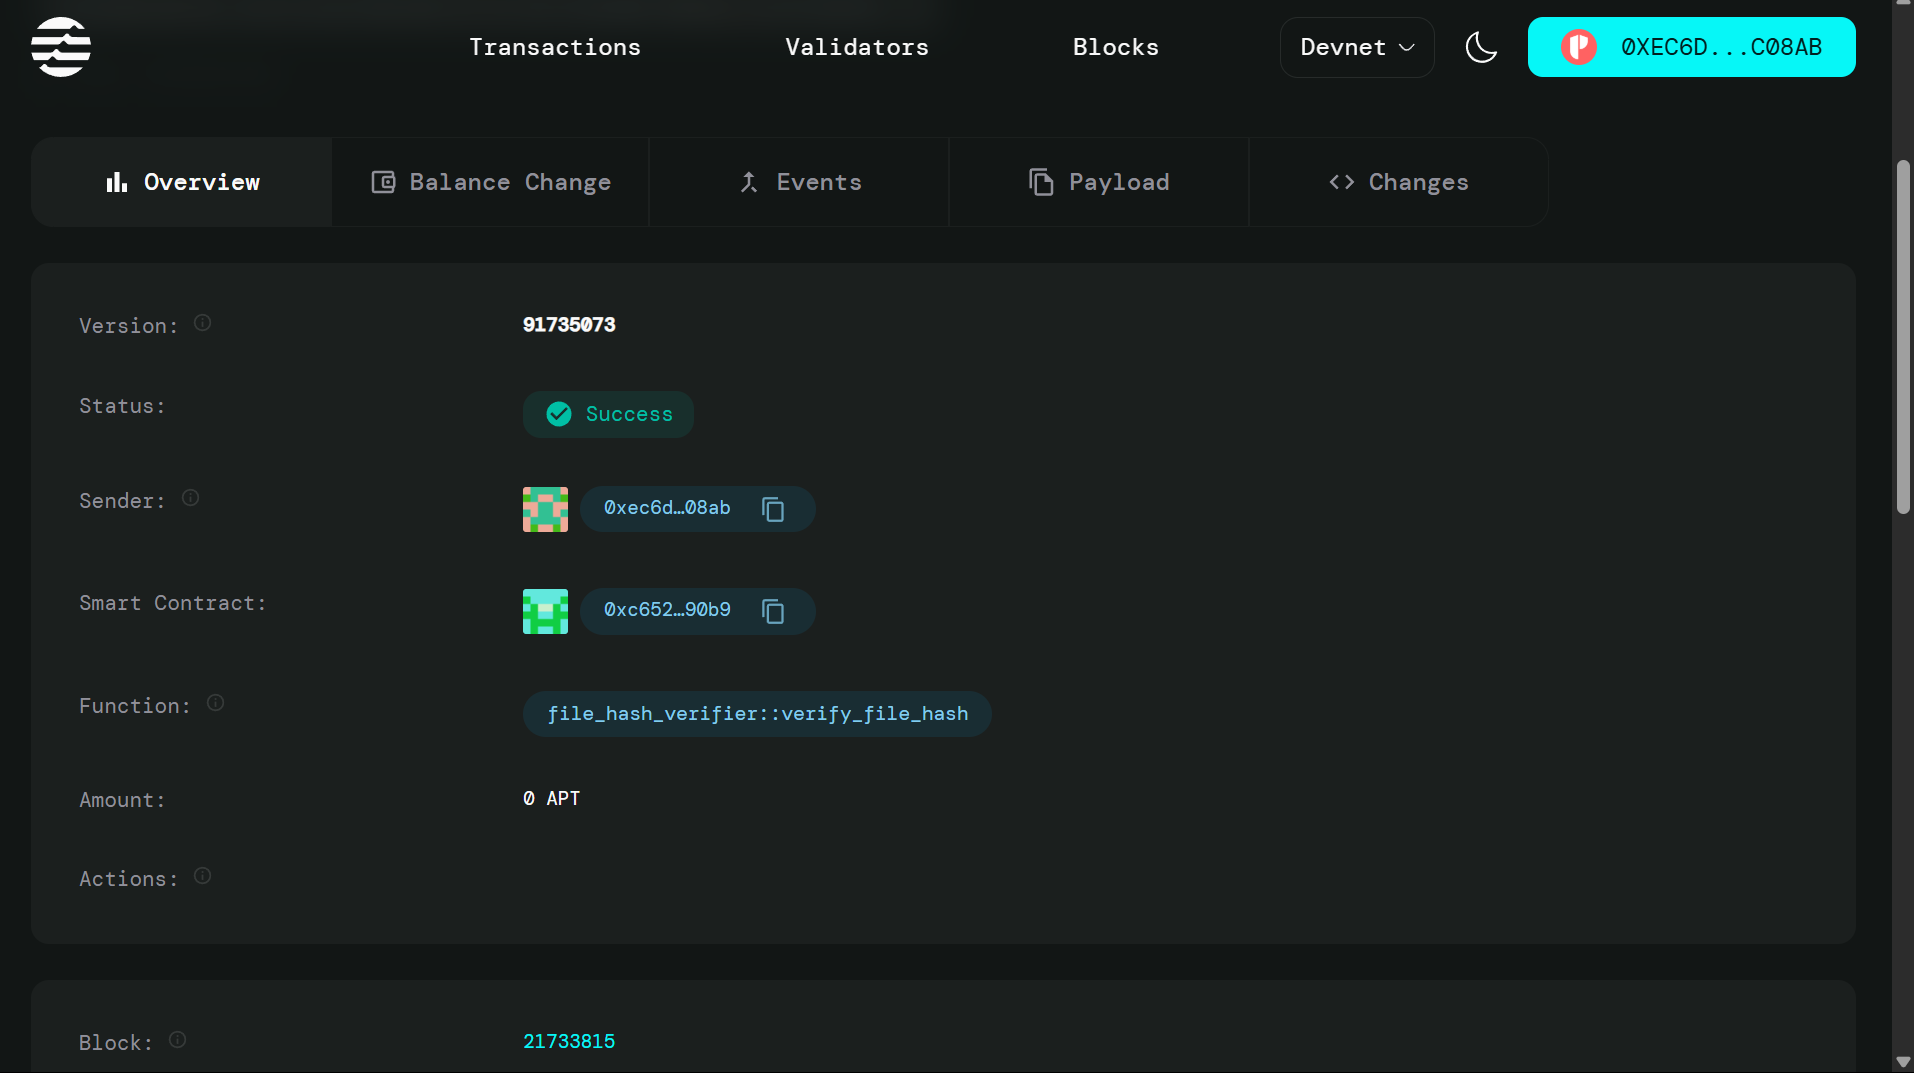 Transactions Validators Blocks Devnet 0XEC6D...C08AB
Overview Balance Change Events Payload Changes
Version: 91735073
Status: Success
Sender: 0xec6d…08ab
Smart Contract: 0xc652…90b9
Function: file_hash_verifier::verify_file_hash
Amount: 0 APT
Actions:
Block: 21733815